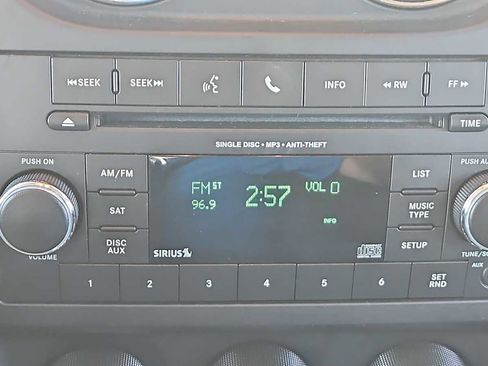 SEEK SEEK INFO RW FF
TIME
SINGLE DISC • MP3 • ANTI-THEFT
PUSH ON AM/FM LIST PUSH
FM ST 2:57 VOL 0
96.9
SAT MUSIC TYPE
INFO
DISC AUX SETUP
VOLUME SIRIUS TUNE/
AUX
1 2 3 4 5 6 SET RND